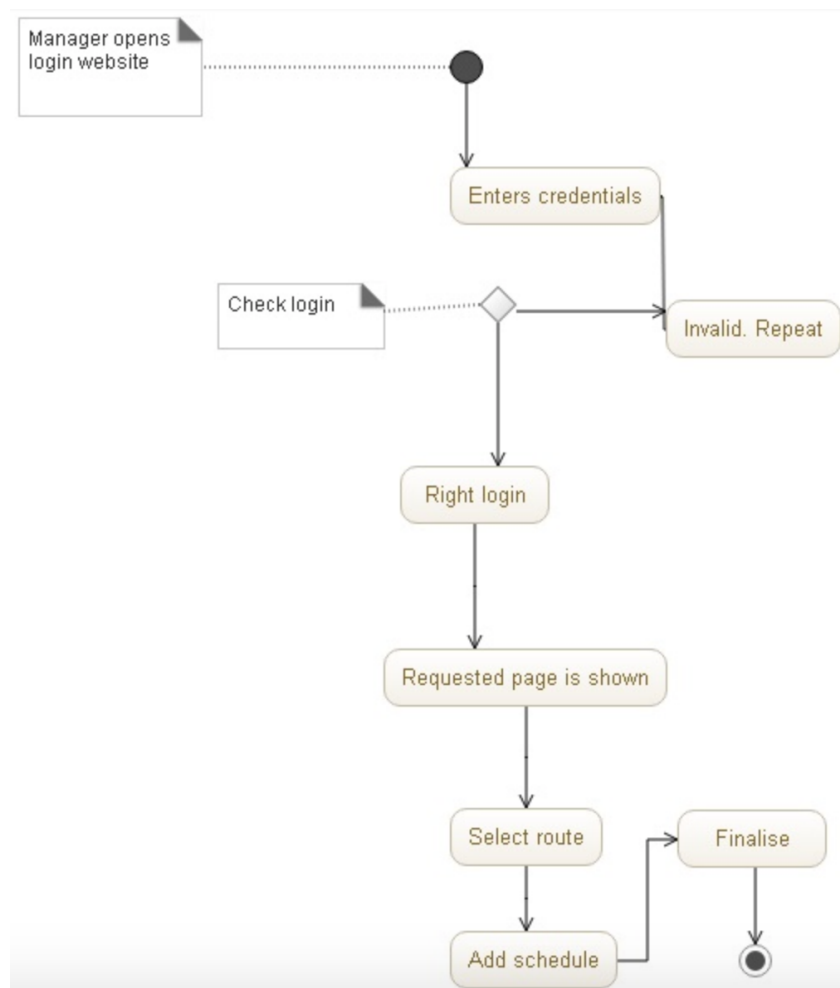 Manager opens
login website
Enters credentials
Check login
Invalid. Repeat
Right login
Requested page is shown
Select route
Finalise
Add schedule